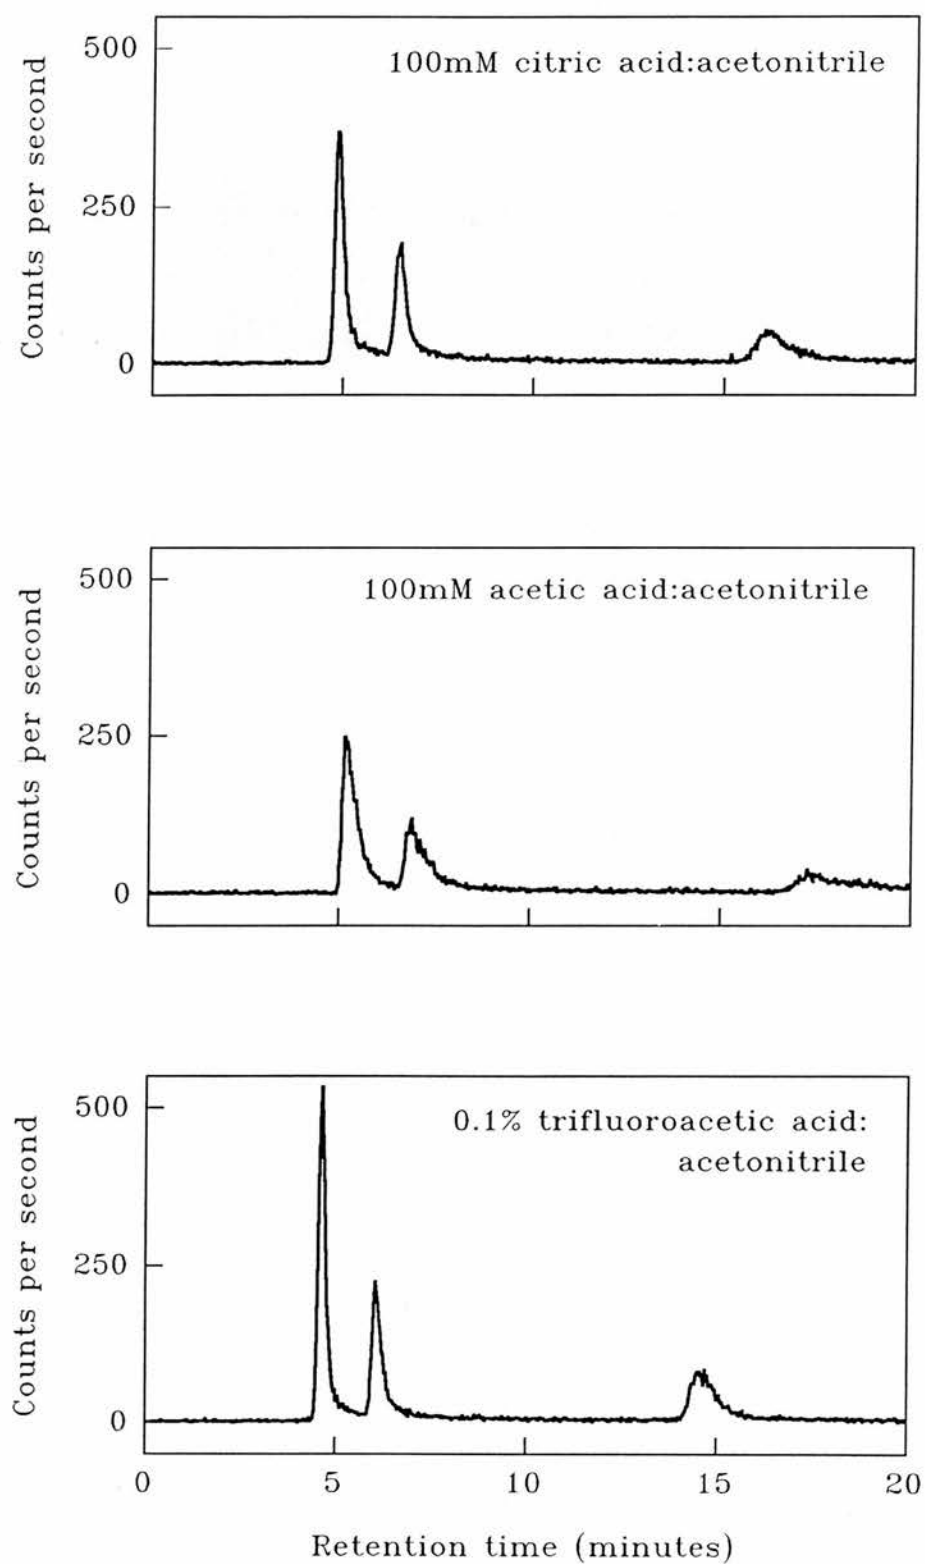 500
100mM citric acid:acetonitrile
250
0
Counts per second
500
100mM acetic acid:acetonitrile
250
0
Counts per second
500
0.1% trifluoroacetic acid:
acetonitrile
250
0
Counts per second
0 5 10 15 20
Retention time (minutes)